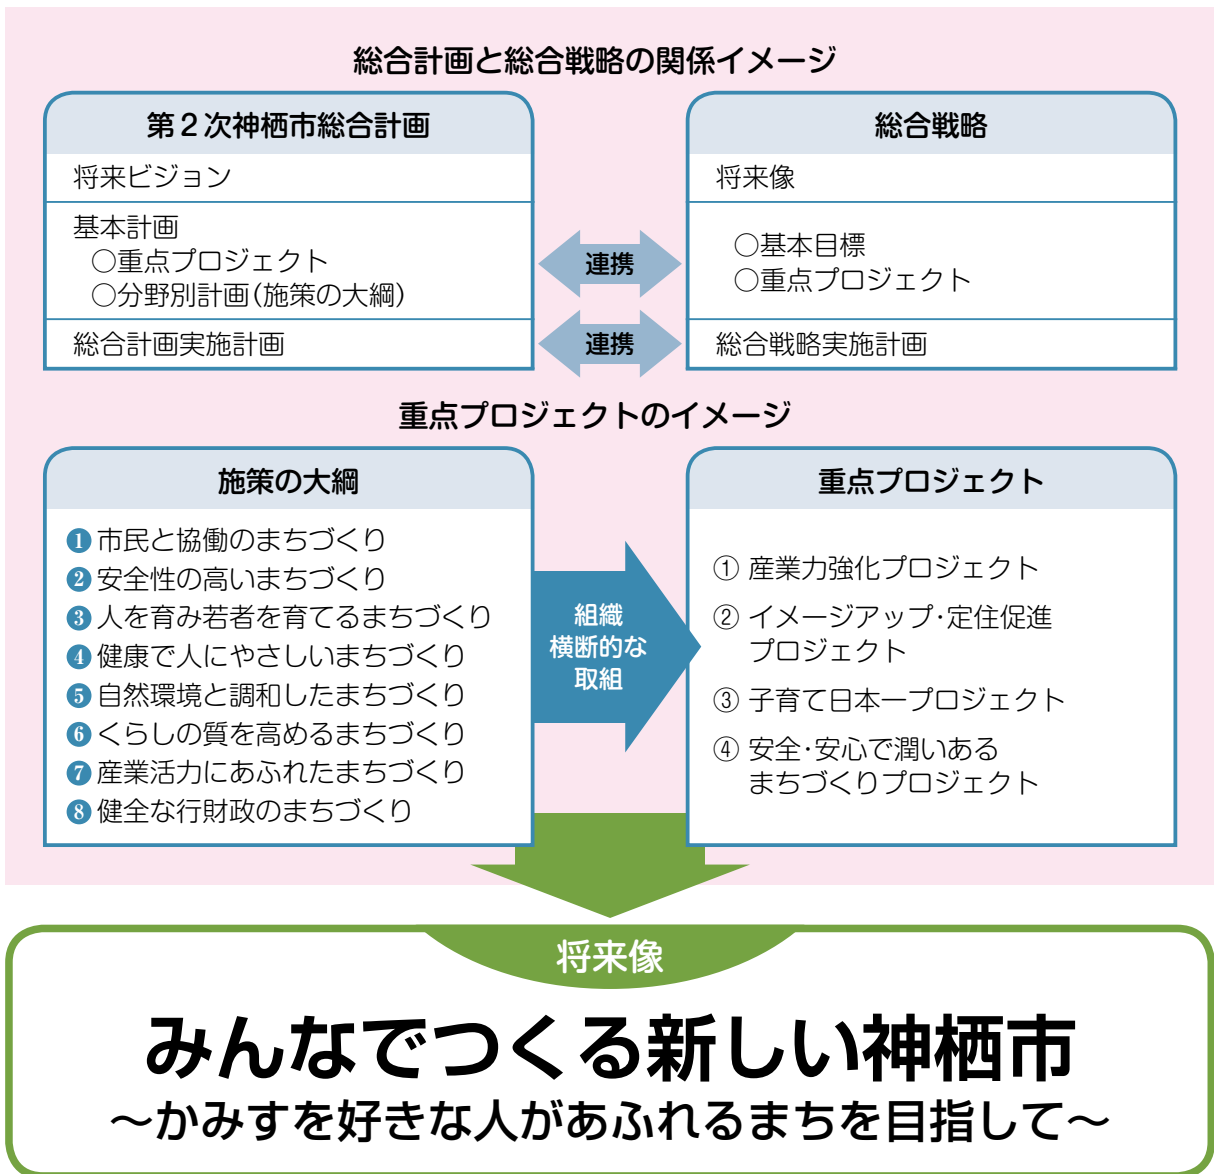 総合計画と総合戦略の関係イメージ
第2次神栖市総合計画
将来ビジョン
基本計画
○重点プロジェクト
○分野別計画(施策の大綱)
総合計画実施計画
連携
連携
総合戦略
将来像
○基本目標
○重点プロジェクト
総合戦略実施計画
重点プロジェクトのイメージ
施策の大綱
❶市民と協働のまちづくり
❷安全性の高いまちづくり
❸人を育み若者を育てるまちづくり
❹健康で人にやさしいまちづくり
❺自然環境と調和したまちづくり
❻くらしの質を高めるまちづくり
❼産業活力にあふれたまちづくり
❽健全な行財政のまちづくり
組織
横断的な
取組
重点プロジェクト
① 産業力強化プロジェクト
② イメージアップ・定住促進
プロジェクト
③ 子育て日本一プロジェクト
④ 安全・安心で潤いある
まちづくりプロジェクト
将来像
みんなでつくる新しい神栖市
～かみすを好きな人があふれるまちを目指して～